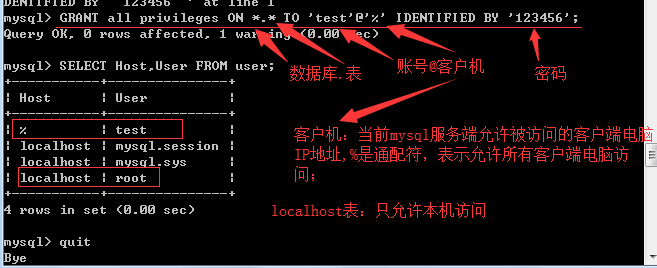 DENTIFIED BY '123456' at line 1
mysql> GRANT all privileges ON *.* TO 'test'@'%' IDENTIFIED BY '123456';
Query OK, 0 rows affected, 1 warning (0.00 sec)
数据库.表
账号@客户机
密码
mysql> SELECT Host,User FROM user;
+-----------+---------------+
| Host | User |
+-----------+---------------+
| % | test |
| localhost | mysql.session |
| localhost | mysql.sys |
| localhost | root |
+-----------+---------------+
4 rows in set (0.00 sec)
客户机：当前mysql服务端允许被访问的客户端电脑
IP地址,%是通配符，表示允许所有客户端电脑访
问；
localhost表：只允许本机访问
mysql> quit
Bye